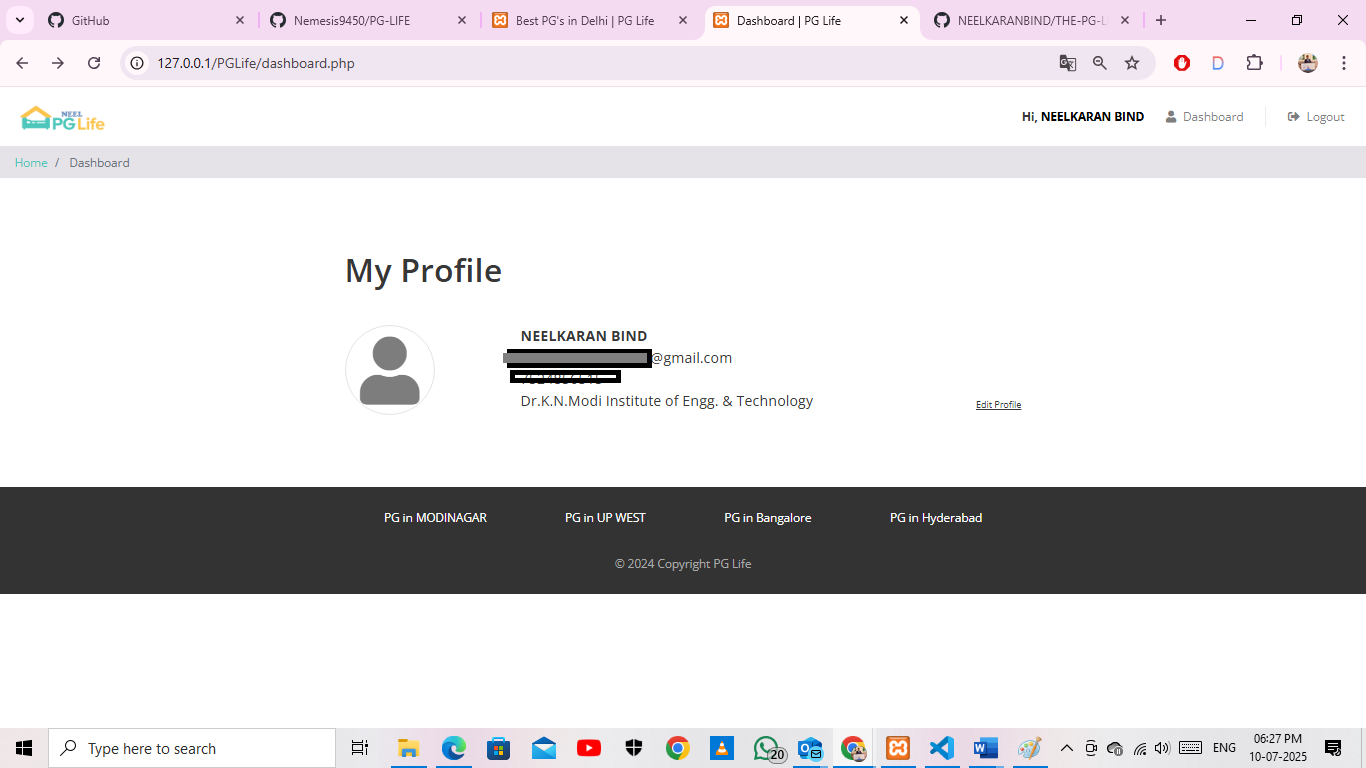 GitHub
Nemesis9450/PG-LIFE
Best PG's in Delhi | PG Life
Dashboard | PG Life
NEELKARANBIND/THE-PG-L
127.0.0.1/PGLife/dashboard.php
NEEL
PG Life
Hi, NEELKARAN BIND
Dashboard
Logout
Home / Dashboard
My Profile
NEELKARAN BIND
@gmail.com
Dr.K.N.Modi Institute of Engg. & Technology
Edit Profile
PG in MODINAGAR
PG in UP WEST
PG in Bangalore
PG in Hyderabad
© 2024 Copyright PG Life
Type here to search
20
ENG
06:27 PM
10-07-2025